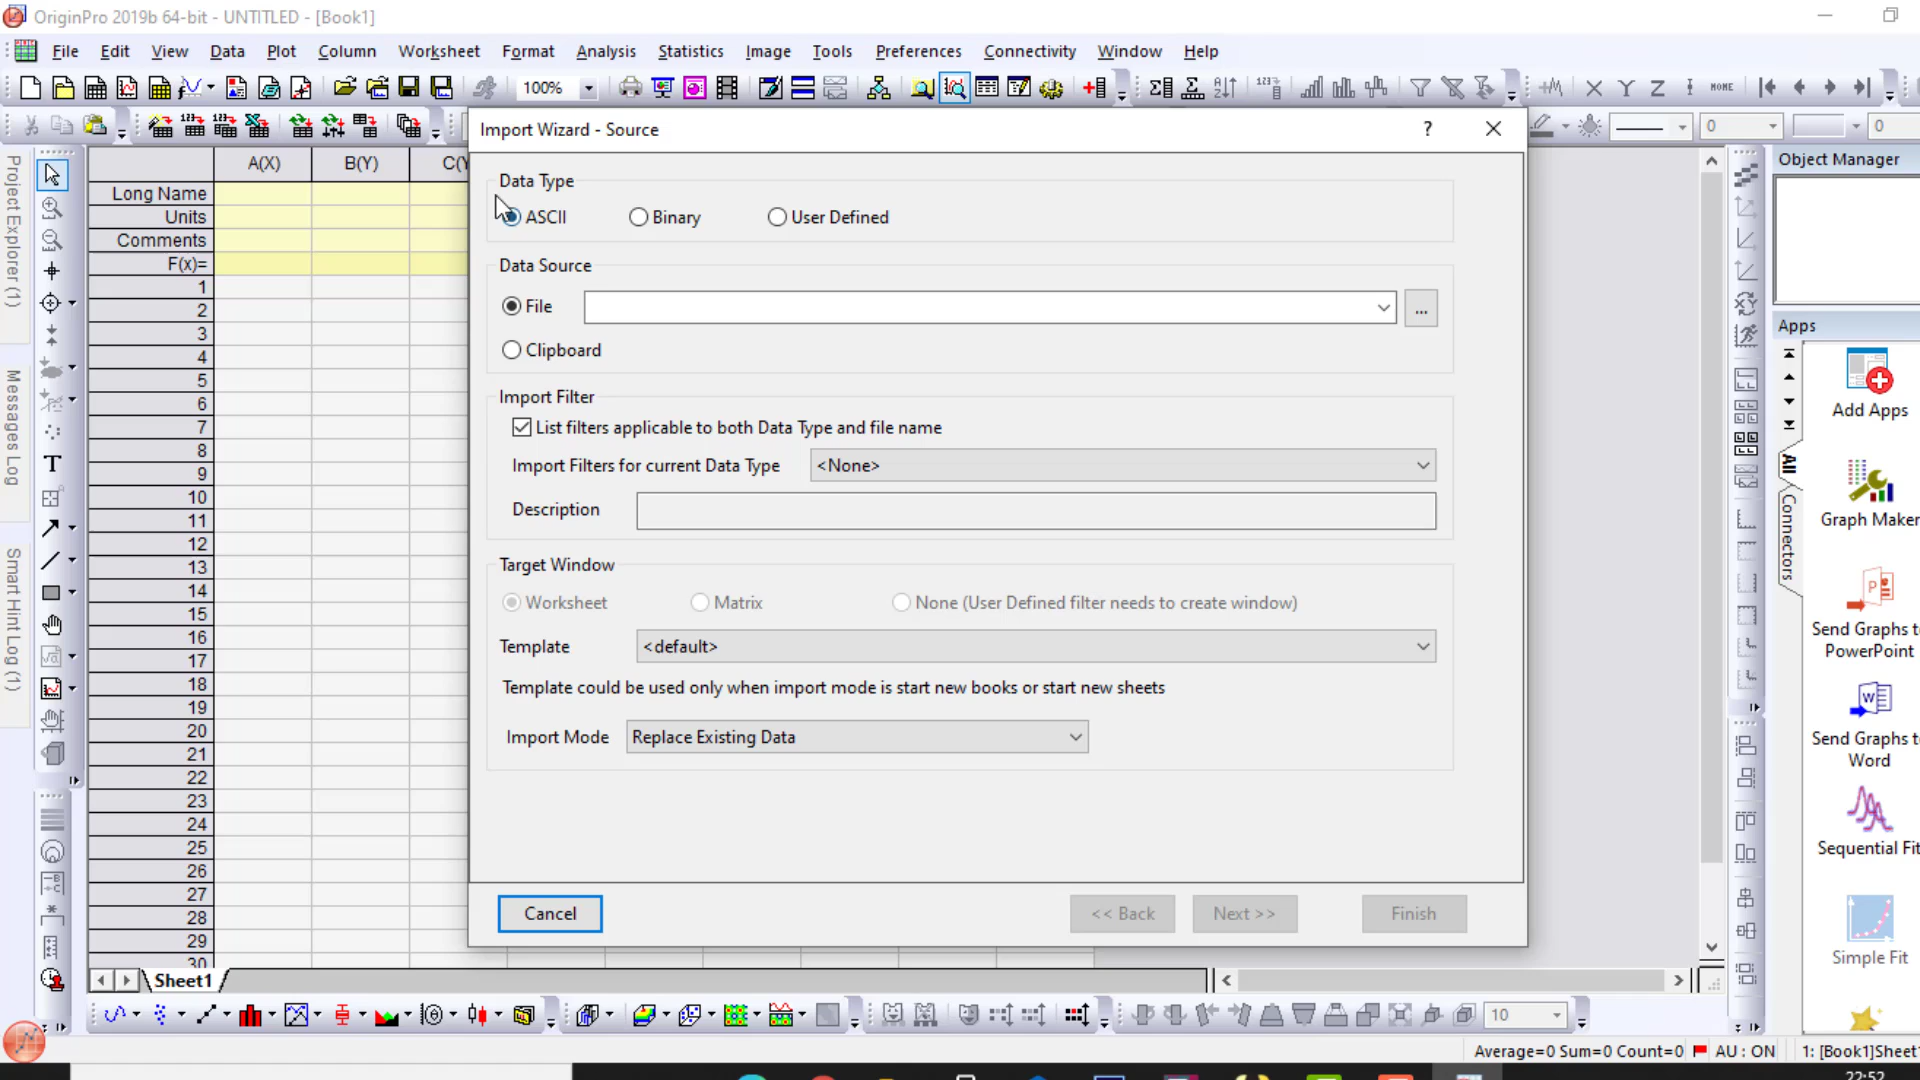 OriginPro 2019b 64-bit - UNTITLED - [Book1]
File Edit View Data Plot Column Worksheet Format Analysis Statistics Image Tools Preferences Connectivity Window Help
100%
HOME
0
0
Import Wizard - Source
?
Data Type
ASCII Binary User Defined
Data Source
File
...
Clipboard
Import Filter
List filters applicable to both Data Type and file name
Import Filters for current Data Type <None>
Description
Target Window
Worksheet Matrix None (User Defined filter needs to create window)
Template <default>
Template could be used only when import mode is start new books or start new sheets
Import Mode Replace Existing Data
Cancel << Back Next >> Finish
Project Explorer (1)
Messages Log
Smart Hint Log (1)
A(X) B(Y) C(Y
Long Name
Units
Comments
F(x)=
1
2
3
4
5
6
7
8
9
10
11
12
13
14
15
16
17
18
19
20
21
22
23
24
25
26
27
28
29
30
Sheet1
Object Manager
Apps
All
Connectors
Add Apps
Graph Maker
Send Graphs to
PowerPoint
Send Graphs to
Word
Sequential Fit
Simple Fit
10
Average=0 Sum=0 Count=0 AU : ON 1: [Book1]Sheet1
22:52